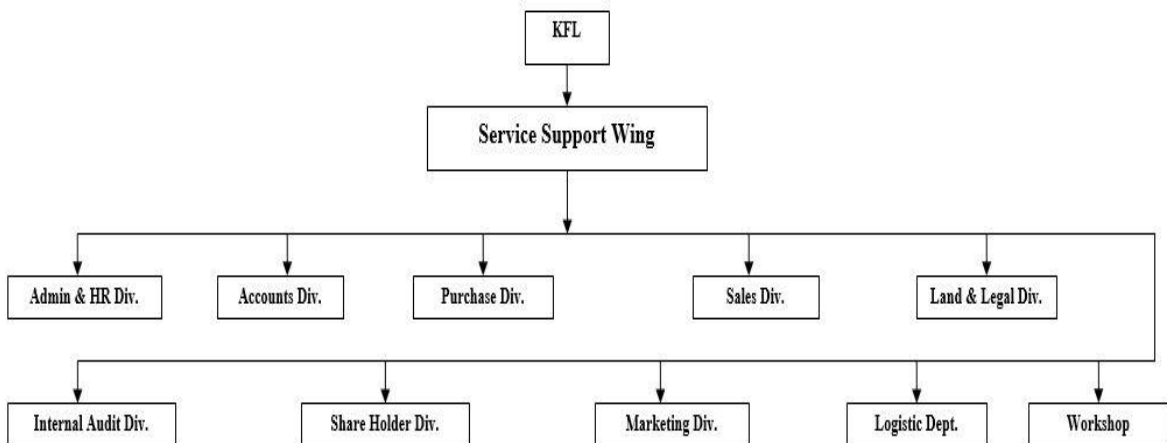 KFL
Service Support Wing
Admin & HR Div.
Accounts Div.
Purchase Div.
Sales Div.
Land & Legal Div.
Internal Audit Div.
Share Holder Div.
Marketing Div.
Logistic Dept.
Workshop